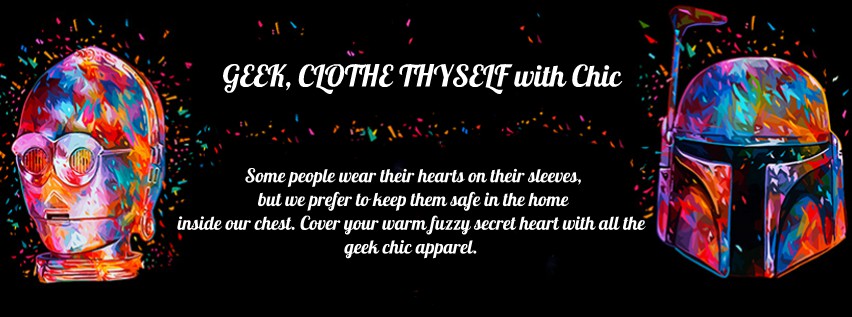 GEEK, CLOTHE THYSELF with Chic
Some people wear their hearts on their sleeves,
but we prefer to keep them safe in the home
inside our chest. Cover your warm fuzzy secret heart with all the
geek chic apparel.